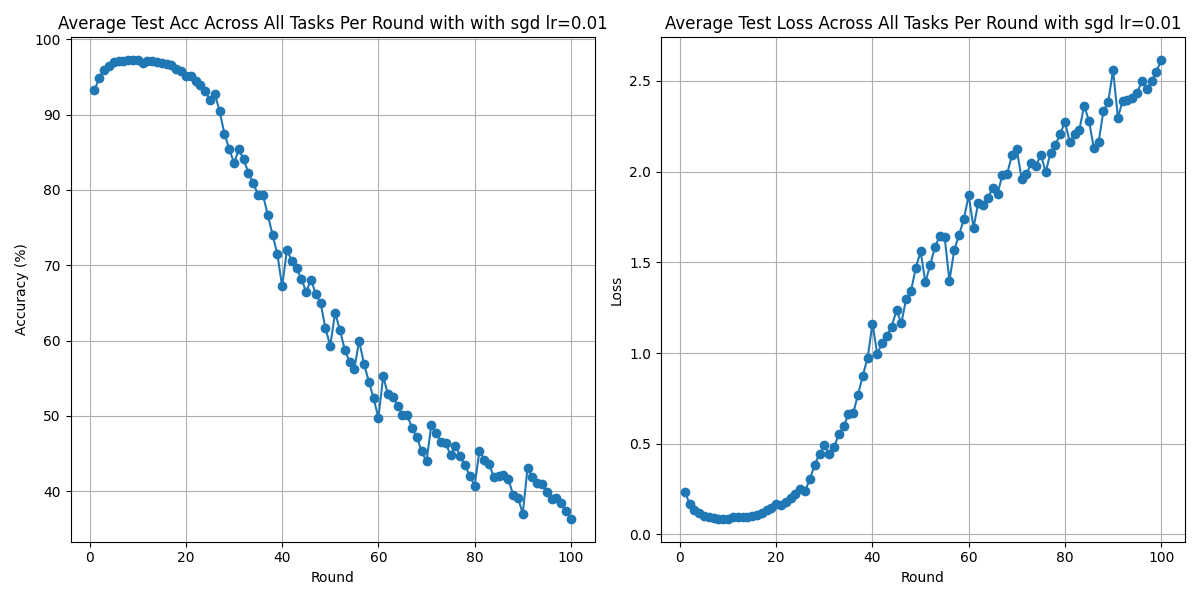 Average Test Acc Across All Tasks Per Round with with sgd lr=0.01
100
90
80
70
60
50
40
Accuracy (%)
0 20 40 60 80 100
Round
Average Test Loss Across All Tasks Per Round with sgd lr=0.01
2.5
2.0
1.5
1.0
0.5
0.0
Loss
0 20 40 60 80 100
Round